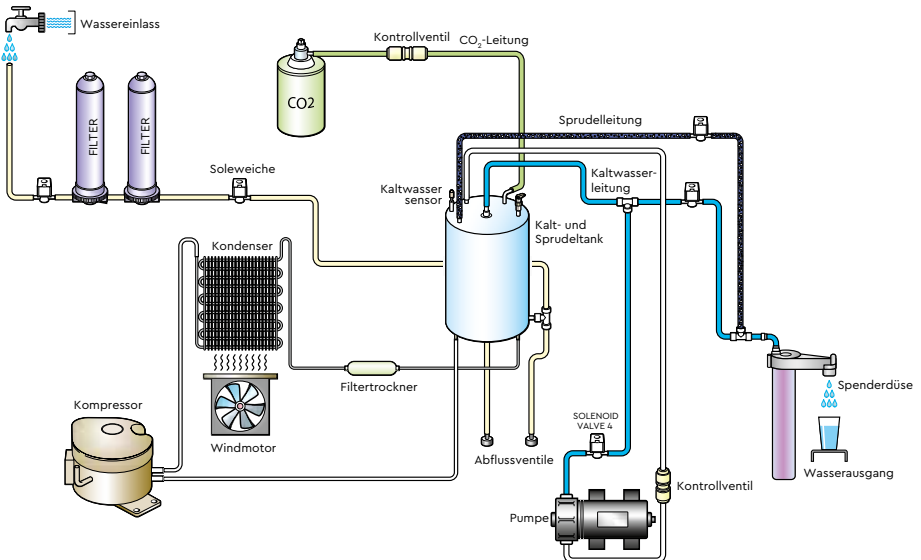 Wassereinlass
Kontrollventil
CO₂-Leitung
CO2
FILTER
FILTER
Sprudelleitung
Soleweiche
Kaltwasser
sensor
Kaltwasser-
leitung
Kalt- und
Sprudeltank
Kondenser
Filtertrockner
Windmotor
Kompressor
Abflussventile
SOLENOID
VALVE 4
Pumpe
Kontrollventil
Spenderdüse
Wasserausgang